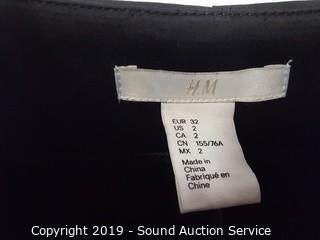 H&M
EUR 32
US 2
CA 2
CN 155/76A
MX 2
Made in
China
Fabriqué en
Chine
Copyright 2019 - Sound Auction Service